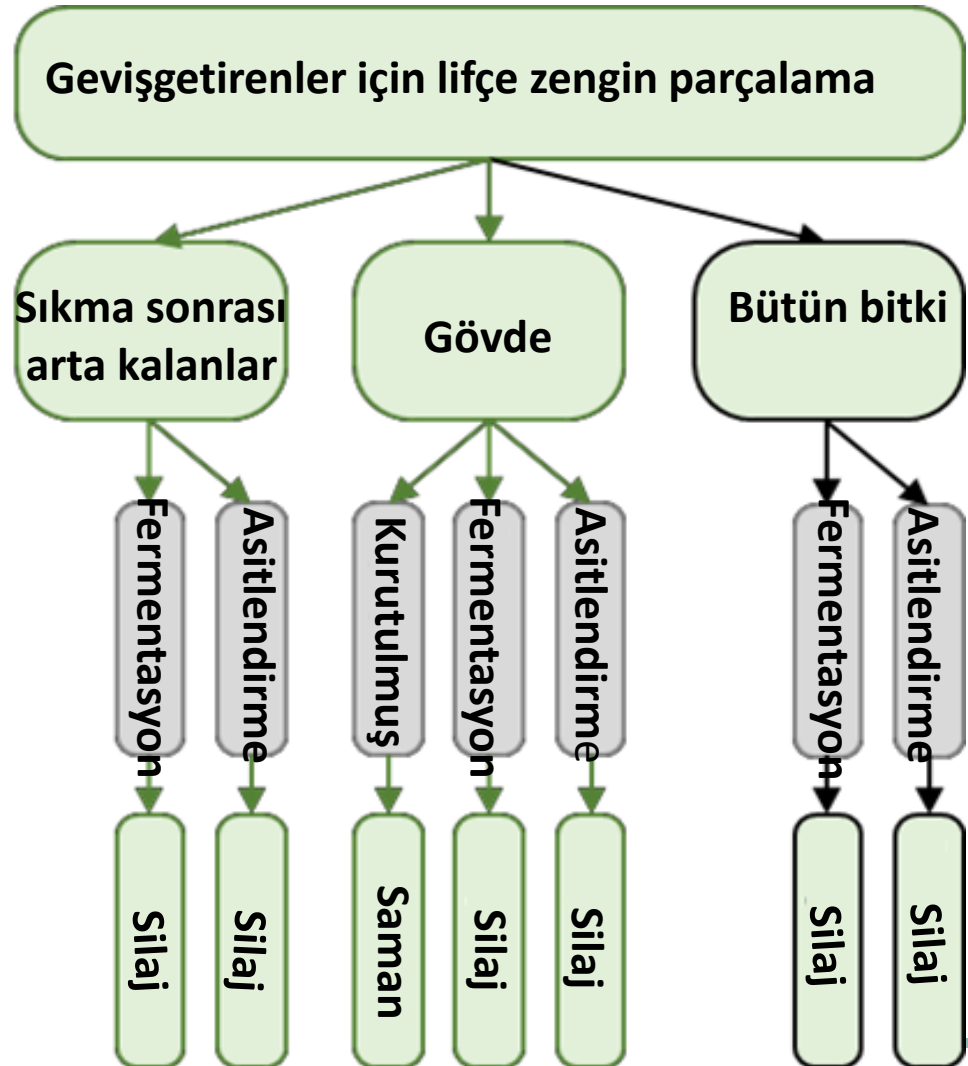 Gevişgetirenler için lifçe zengin parçalama
Sıkma sonrası
arta kalanlar
Gövde
Bütün bitki
Fermentasyon
Asitlendirme
Kurutulmuş
Fermentasyon
Asitlendirme
Fermentasyon
Asitlendirme
Silaj
Silaj
Saman
Silaj
Silaj
Silaj
Silaj